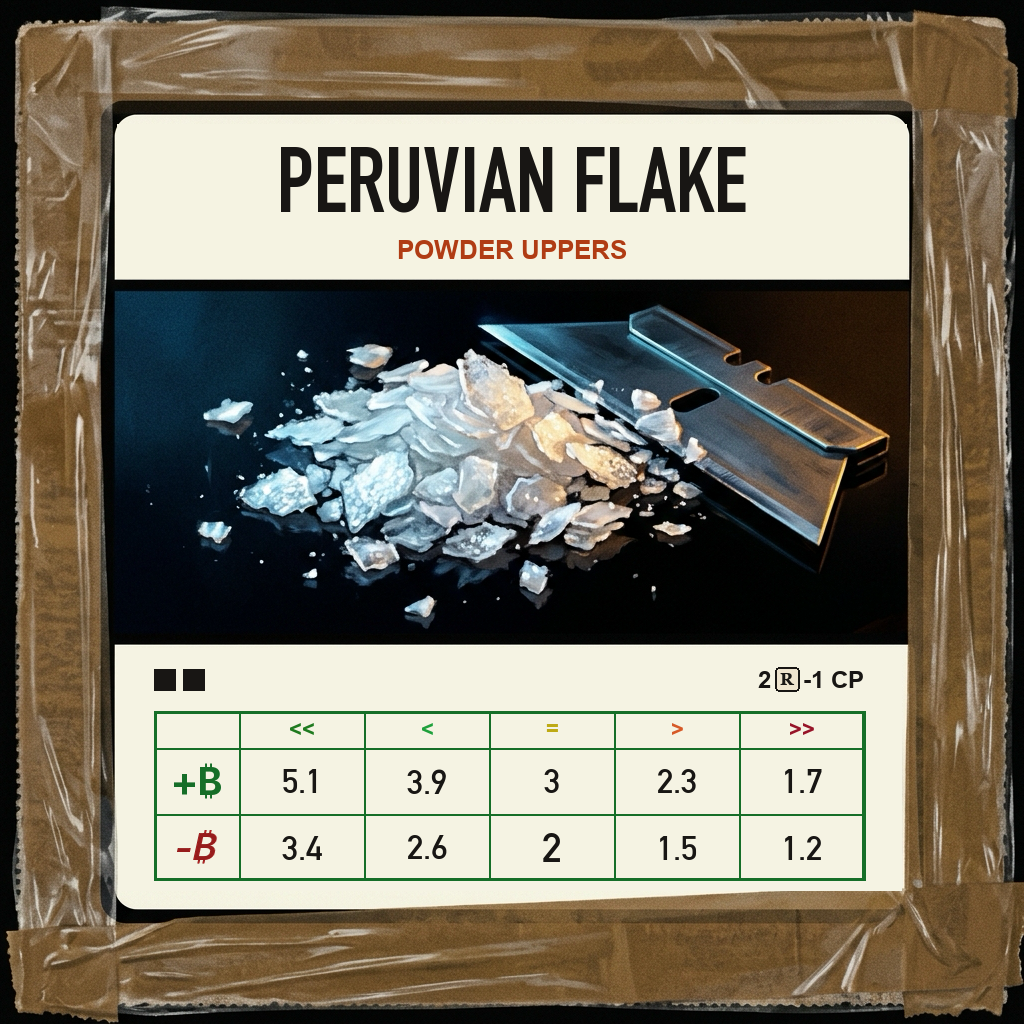 PERUVIAN FLAKE
POWDER UPPERS
2 R -1 CP
<< < = > >>
+₿ 5.1 3.9 3 2.3 1.7
-₿ 3.4 2.6 2 1.5 1.2